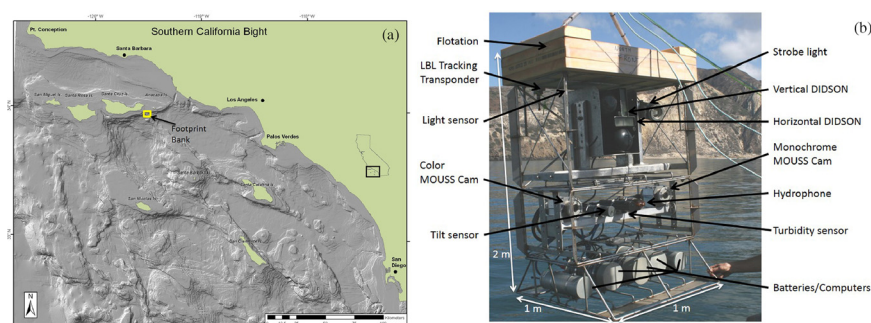 Southern California Bight
(a)
Pt. Conception
Santa Barbara
Los Angeles
Footprint
Bank
Palos Verdes
San
Diego
N
(b)
Flotation
LBL Tracking
Transponder
Light sensor
Color
MOUSS Cam
Tilt sensor
2 m
1 m
1 m
Strobe light
Vertical DIDSON
Horizontal DIDSON
Monochrome
MOUSS Cam
Hydrophone
Turbidity sensor
Batteries/Computers